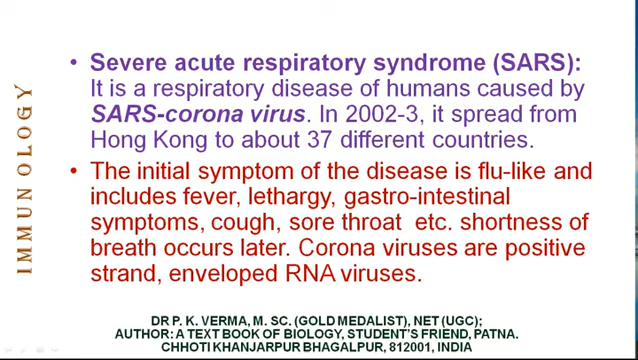 IMMUNOLOGY
• Severe acute respiratory syndrome (SARS):
It is a respiratory disease of humans caused by
SARS-corona virus. In 2002-3, it spread from
Hong Kong to about 37 different countries.
• The initial symptom of the disease is flu-like and
includes fever, lethargy, gastro-intestinal
symptoms, cough, sore throat etc. shortness of
breath occurs later. Corona viruses are positive
strand, enveloped RNA viruses.
DR P. K. VERMA, M. SC. (GOLD MEDALIST), NET (UGC);
AUTHOR: A TEXT BOOK OF BIOLOGY, STUDENT'S FRIEND, PATNA.
CHHOTI KHANJARPUR BHAGALPUR, 812001, INDIA